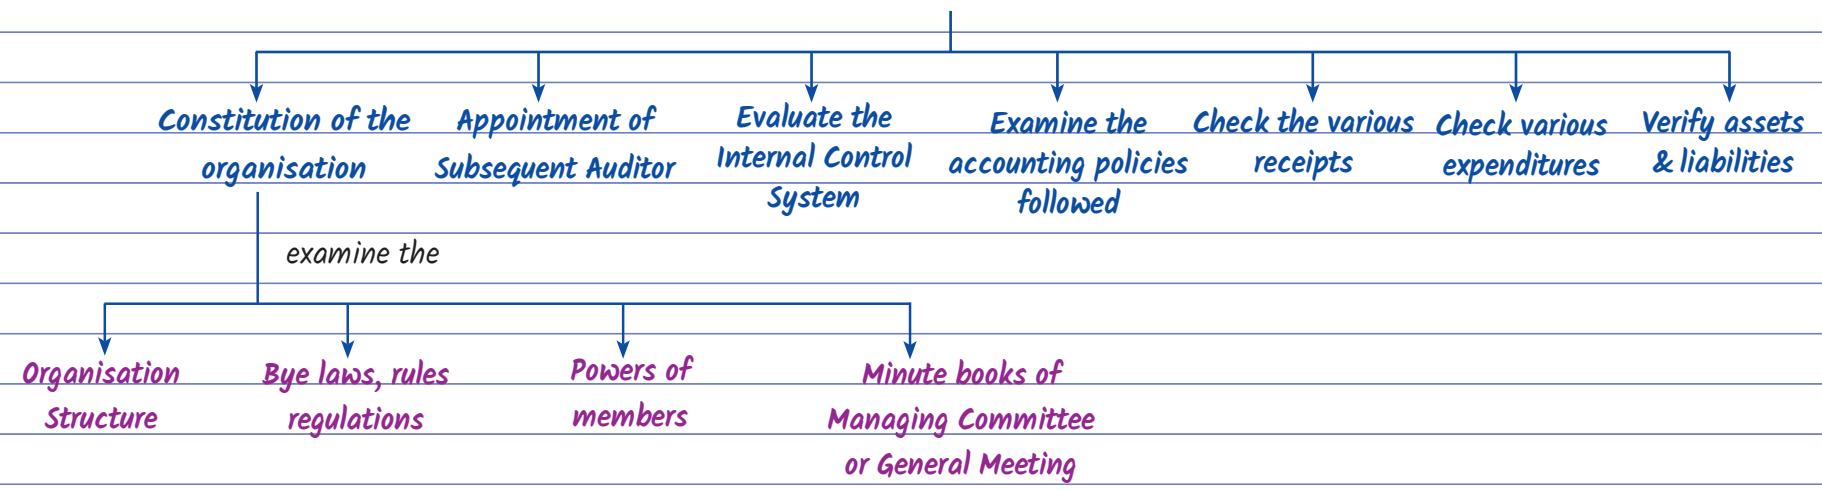 Constitution of the
organisation
Appointment of
Subsequent Auditor
Evaluate the
Internal Control
System
Examine the
accounting policies
followed
Check the various
receipts
Check various
expenditures
Verify assets
& liabilities
examine the
Organisation
Structure
Bye laws, rules
regulations
Powers of
members
Minute books of
Managing Committee
or General Meeting